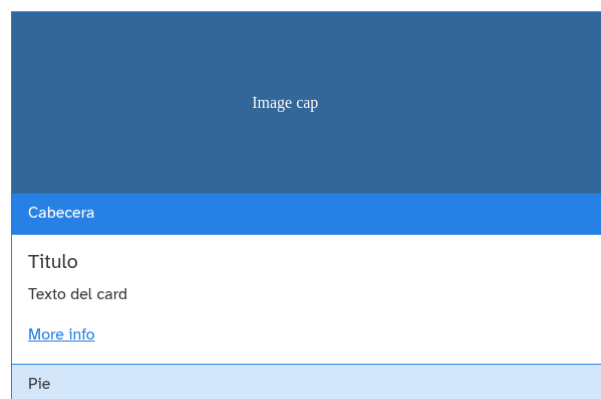 Image cap
Cabecera
Titulo
Texto del card
More info
Pie